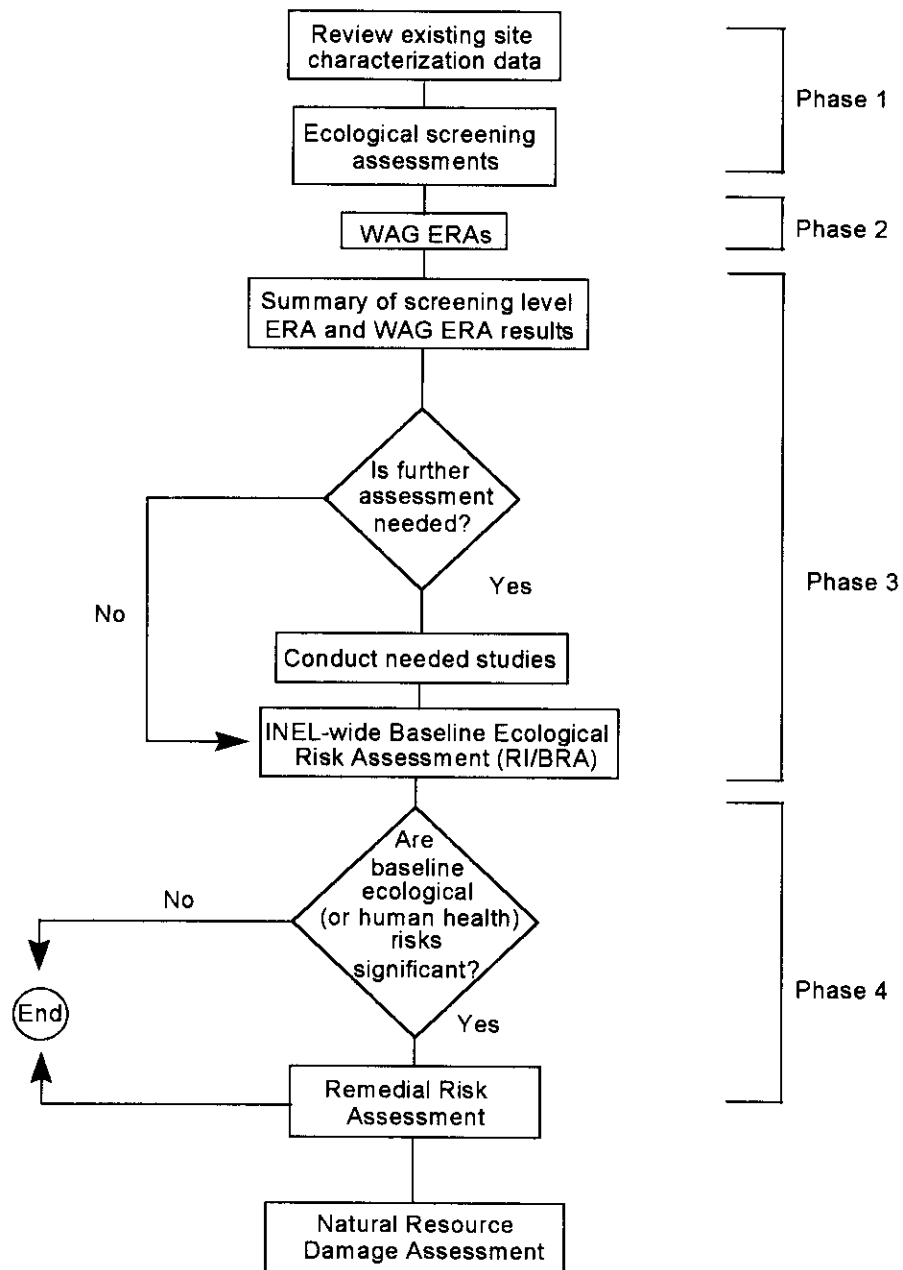 Review existing site
characterization data
Phase 1
Ecological screening
assessments
WAG ERAs
Phase 2
Summary of screening level
ERA and WAG ERA results
Is further
assessment
needed?
Yes
No
Phase 3
Conduct needed studies
INEL-wide Baseline Ecological
Risk Assessment (RI/BRA)
Are
baseline
ecological
(or human health)
risks
significant?
No
End
Yes
Phase 4
Remedial Risk
Assessment
Natural Resource
Damage Assessment